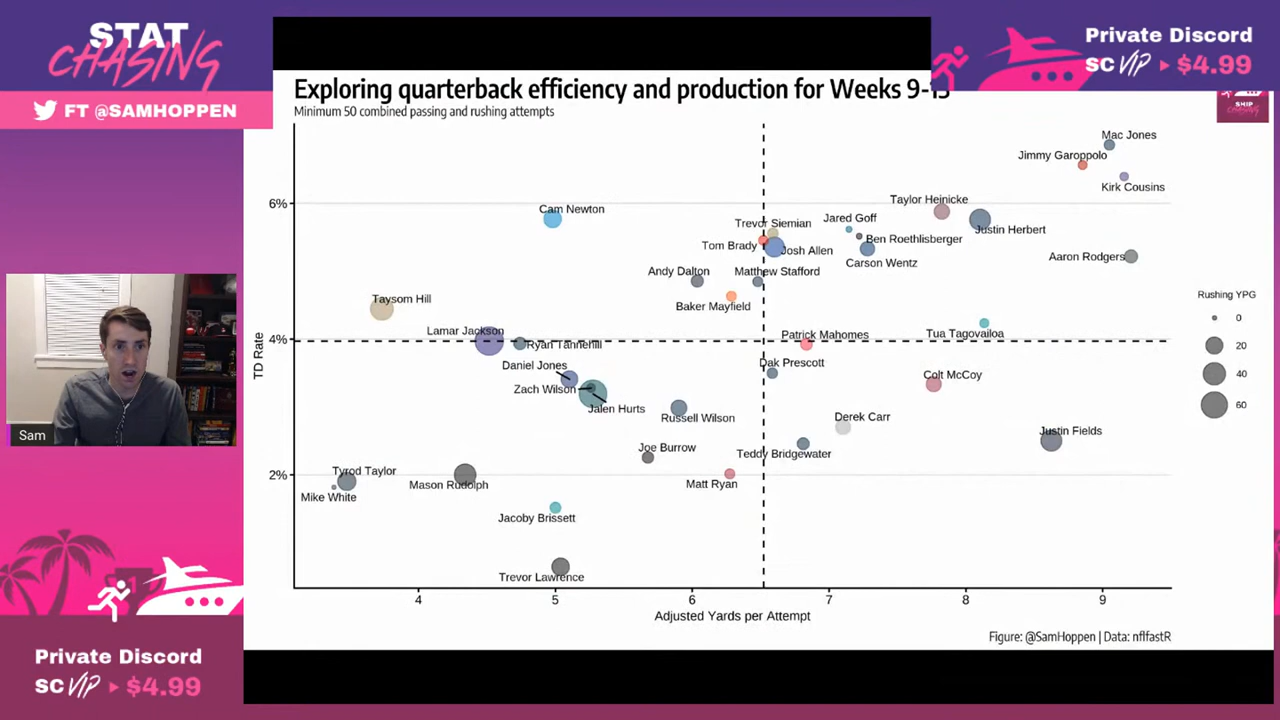 STAT
CHASING
FT @SAMHOPPEN
Private Discord
SC VIP ▸ $4.99
Exploring quarterback efficiency and production for Weeks 9-13
Minimum 50 combined passing and rushing attempts
Mac Jones
Jimmy Garoppolo
Kirk Cousins
6%
Cam Newton
Taylor Heinicke
Trevor Siemian
Jared Goff
Justin Herbert
Tom Brady
Josh Allen
Ben Roethlisberger
Carson Wentz
Aaron Rodgers
Andy Dalton
Matthew Stafford
Baker Mayfield
Taysom Hill
Lamar Jackson
Ryan Tannehill
4%
Patrick Mahomes
Tua Tagovailoa
Daniel Jones
Zach Wilson
Jalen Hurts
Dak Prescott
Colt McCoy
Russell Wilson
Derek Carr
Justin Fields
Joe Burrow
Teddy Bridgewater
2%
Tyrod Taylor
Mike White
Mason Rudolph
Matt Ryan
Jacoby Brissett
Trevor Lawrence
TD Rate
4 5 6 7 8 9
Adjusted Yards per Attempt
Rushing YPG
0
20
40
60
Figure: @SamHoppen | Data: nflfastR
Sam
Private Discord
SC VIP ▸ $4.99